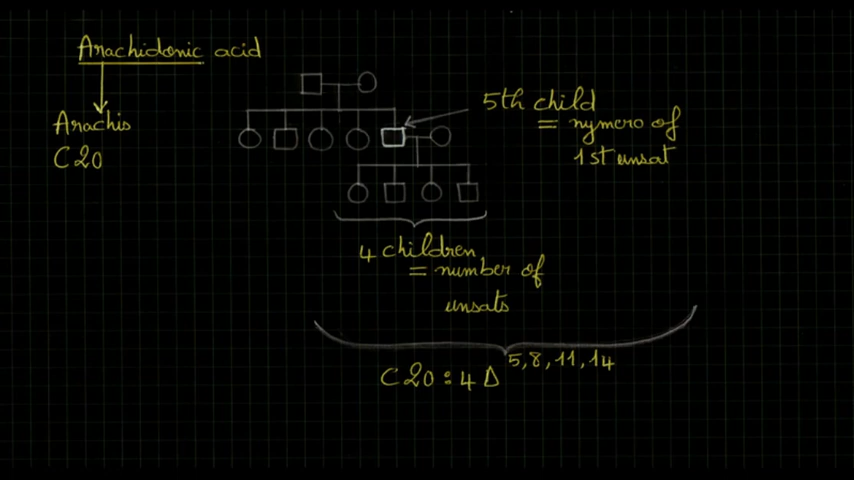 Arachidonic acid
Arachis
C20
5th child
= nymero of
1st unsat
4 children
= number of
unsats
C20:4 Δ 5,8,11,14